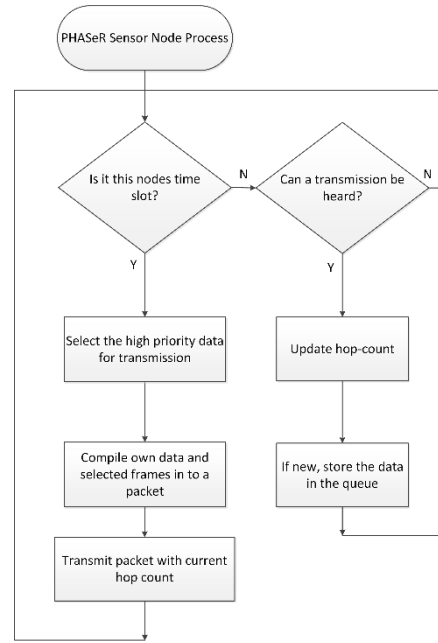 PHASeR Sensor Node Process
Is it this nodes time
slot?
N
Can a transmission be
heard?
N
Y
Y
Select the high priority data
for transmission
Update hop-count
Compile own data and
selected frames in to a
packet
If new, store the data
in the queue
Transmit packet with current
hop count